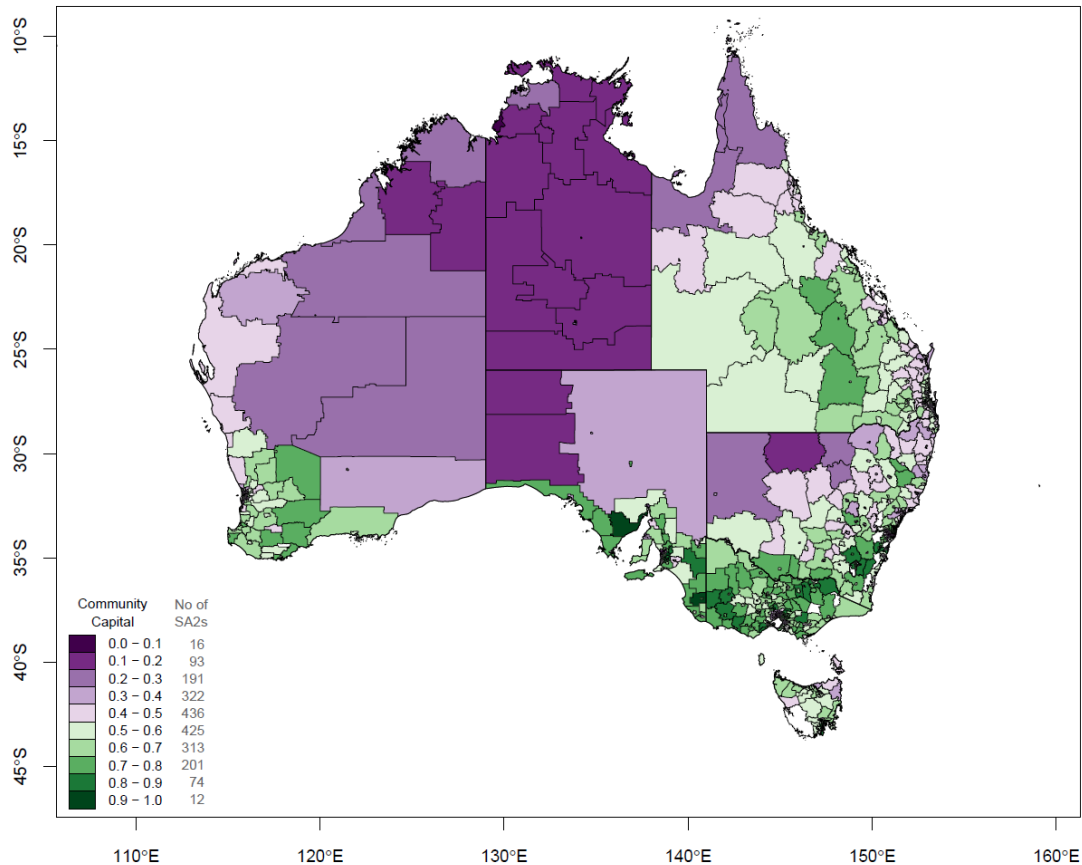 10°S
15°S
20°S
25°S
30°S
35°S
40°S
45°S
Community Capital No of SA2s
0.0 − 0.1 16
0.1 − 0.2 93
0.2 − 0.3 191
0.3 − 0.4 322
0.4 − 0.5 436
0.5 − 0.6 425
0.6 − 0.7 313
0.7 − 0.8 201
0.8 − 0.9 74
0.9 − 1.0 12
110°E 120°E 130°E 140°E 150°E 160°E